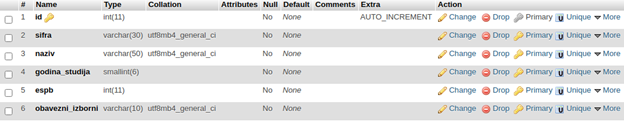 # Name Type Collation Attributes Null Default Comments Extra Action
1 id int(11) No None AUTO_INCREMENT Change Drop Primary Unique More
2 sifra varchar(30) utf8mb4_general_ci No None Change Drop Primary Unique More
3 naziv varchar(50) utf8mb4_general_ci No None Change Drop Primary Unique More
4 godina_studija smallint(6) No None Change Drop Primary Unique More
5 espb int(11) No None Change Drop Primary Unique More
6 obavezni_izborni varchar(10) utf8mb4_general_ci No None Change Drop Primary Unique More